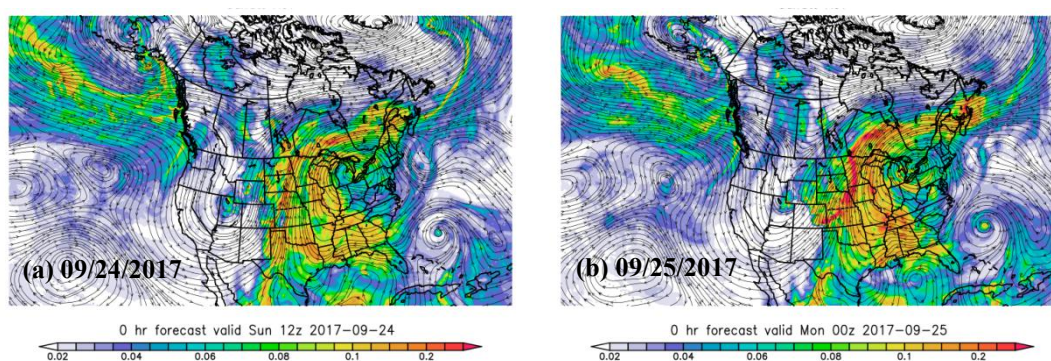 (a) 09/24/2017
0 hr forecast valid Sun 12z 2017-09-24
0.02 0.04 0.06 0.08 0.1 0.2
(b) 09/25/2017
0 hr forecast valid Mon 00z 2017-09-25
0.02 0.04 0.06 0.08 0.1 0.2